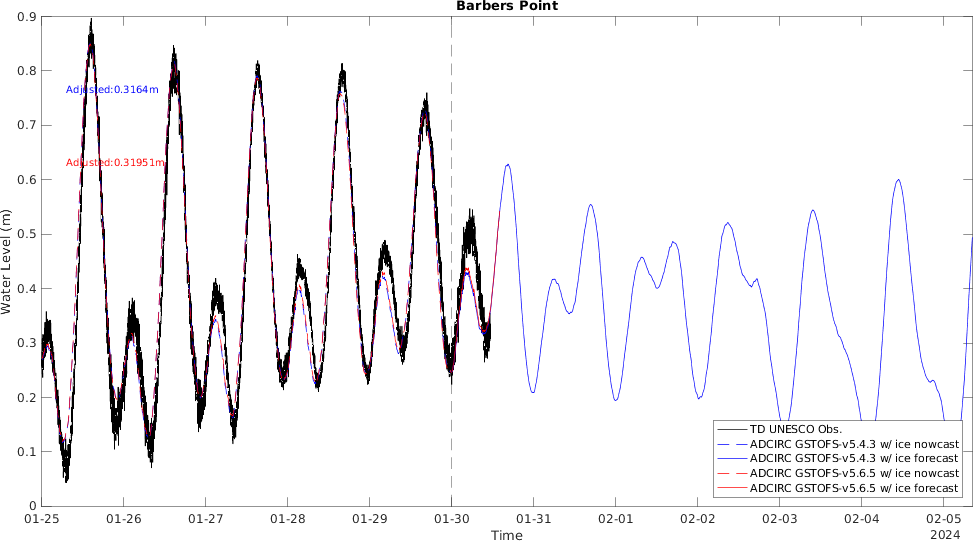 Barbers Point
0.9
0.8
0.7
0.6
0.5
0.4
0.3
0.2
0.1
0
Water Level (m)
Adjusted:0.3164m
Adjusted:0.31951m
TD UNESCO Obs.
ADCIRC GSTOFS-v5.4.3 w/ ice nowcast
ADCIRC GSTOFS-v5.4.3 w/ ice forecast
ADCIRC GSTOFS-v5.6.5 w/ ice nowcast
ADCIRC GSTOFS-v5.6.5 w/ ice forecast
01-25 01-26 01-27 01-28 01-29 01-30 01-31 02-01 02-02 02-03 02-04 02-05
2024
Time